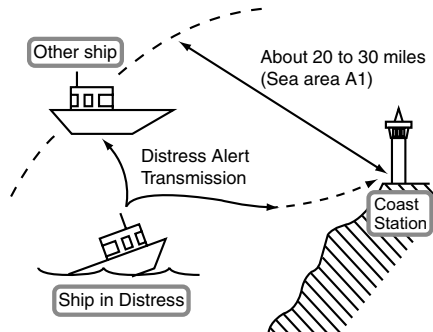 Other ship
About 20 to 30 miles
(Sea area A1)
Distress Alert
Transmission
Coast
Station
Ship in Distress